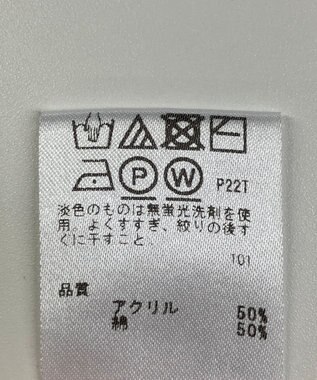 P W P22T
淡色のものは無蛍光洗剤を使
用、よくすすぎ、絞りの後す
ぐに干すこと。
101
品質
アクリル 50%
綿 50%